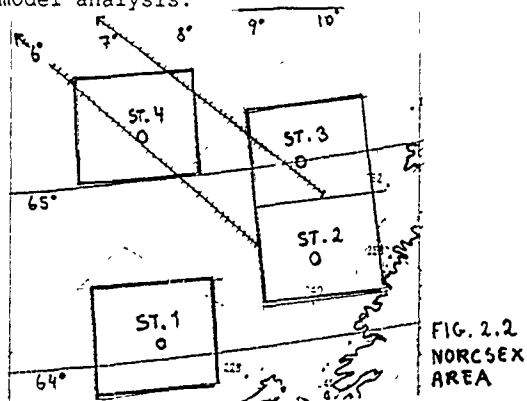 model analysis.
6° 7° 8° 9° 10°
ST.4
ST.3
65°
ST.2
ST.1
64°
FIG. 2.2
NORCSEX
AREA